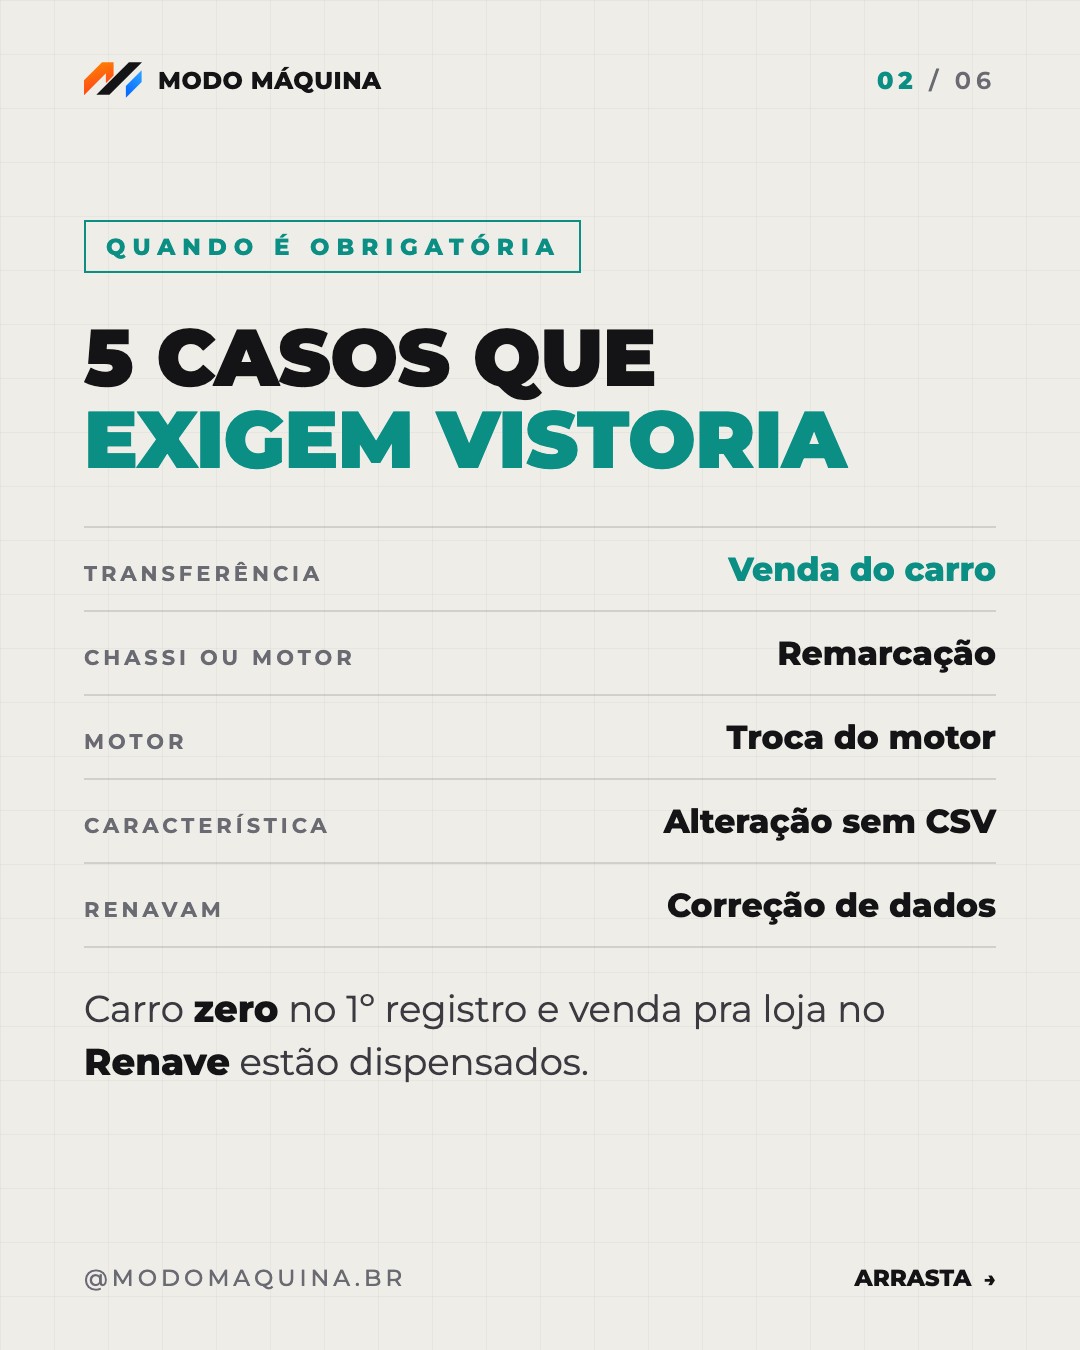 MODO MÁQUINA
02 / 06
QUANDO É OBRIGATÓRIA
5 CASOS QUE
EXIGEM VISTORIA
TRANSFERÊNCIA Venda do carro
CHASSI OU MOTOR Remarcação
MOTOR Troca do motor
CARACTERÍSTICA Alteração sem CSV
RENAVAM Correção de dados
Carro zero no 1º registro e venda pra loja no
Renave estão dispensados.
@MODOMAQUINA.BR
ARRASTA →